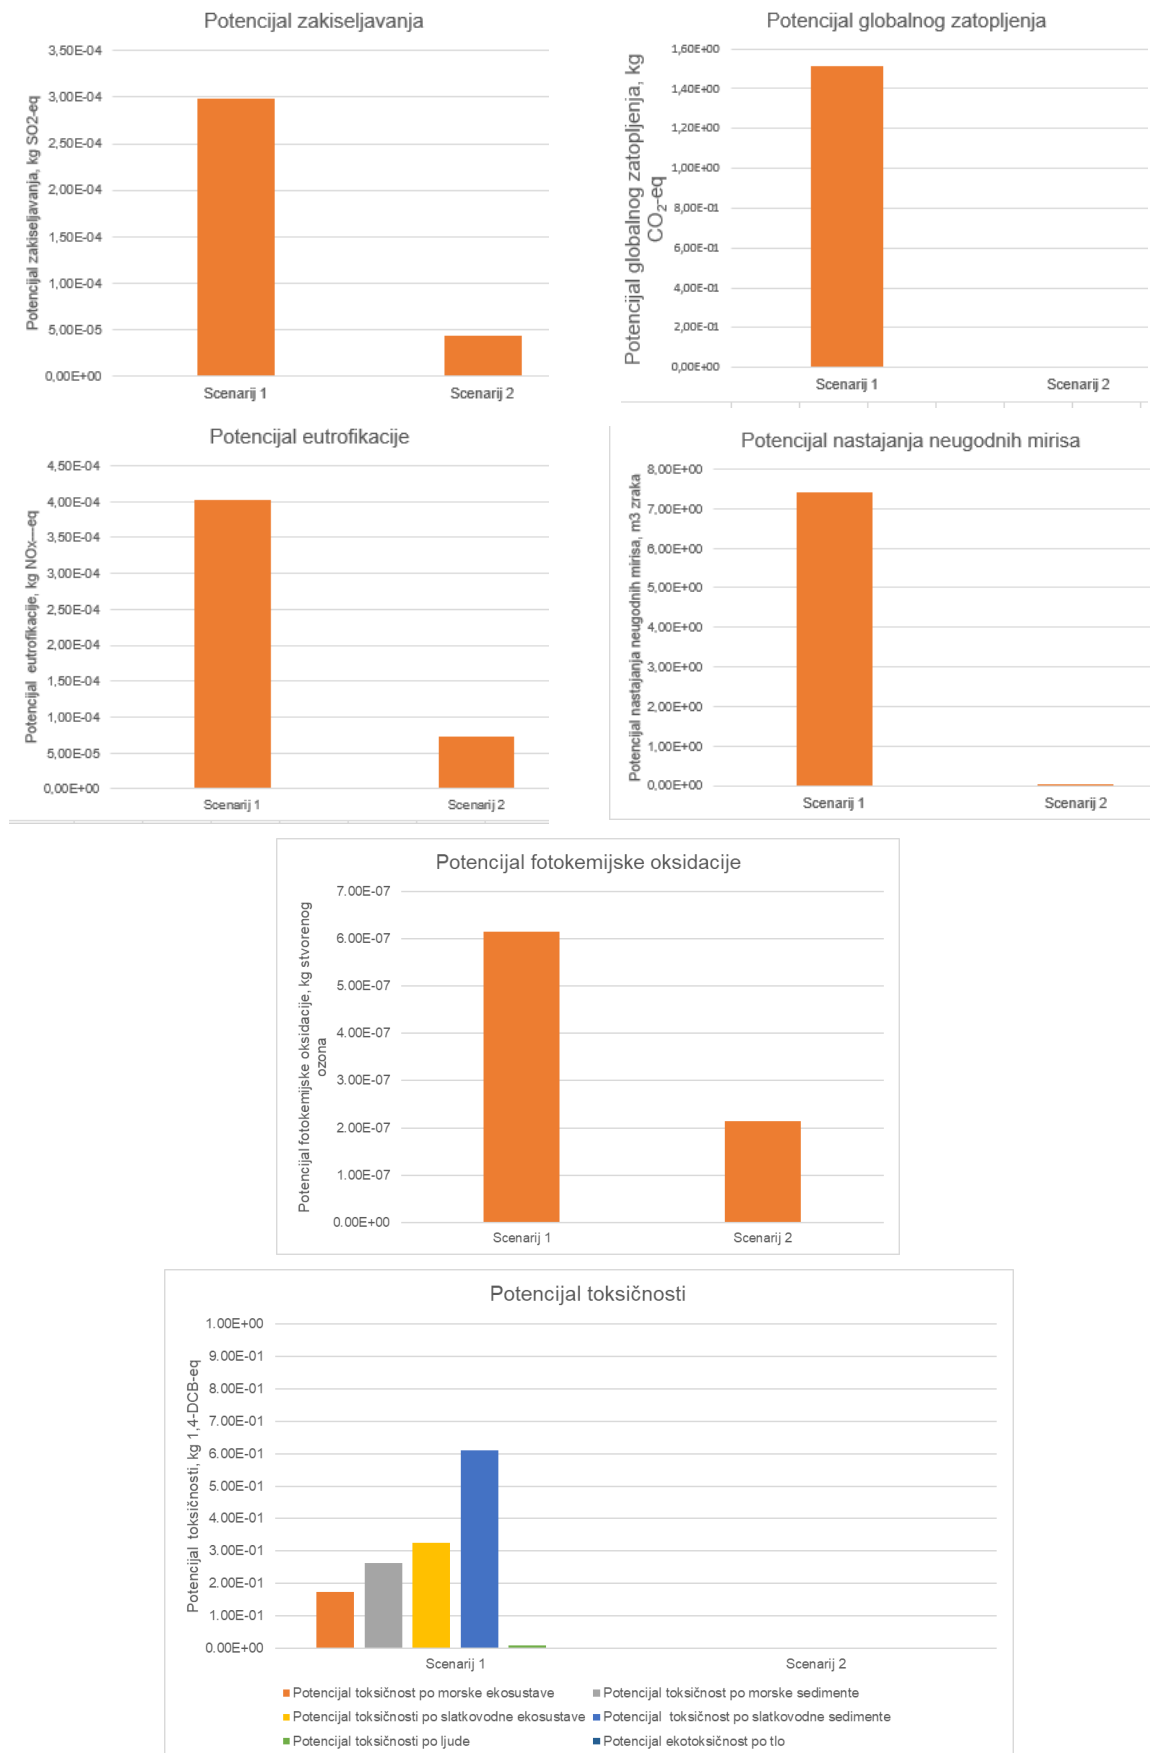 Potencijal zakiseljavanja
Potencijal zakiseljavanja, kg SO2-eq
3,50E-04
3,00E-04
2,50E-04
2,00E-04
1,50E-04
1,00E-04
5,00E-05
0,00E+00
Scenarij 1
Scenarij 2
Potencijal globalnog zatopljenja
Potencijal globalnog zatopljenja, kg
CO₂-eq
1,60E+00
1,40E+00
1,20E+00
1,00E+00
8,00E-01
6,00E-01
4,00E-01
2,00E-01
0,00E+00
Scenarij 1
Scenarij 2
Potencijal eutrofikacije
Potencijal eutrofikacije, kg NOx—eq
4,50E-04
4,00E-04
3,50E-04
3,00E-04
2,50E-04
2,00E-04
1,50E-04
1,00E-04
5,00E-05
0,00E+00
Scenarij 1
Scenarij 2
Potencijal nastajanja neugodnih mirisa
Potencijal nastajanja neugodnih mirisa, m3 zraka
8,00E+00
7,00E+00
6,00E+00
5,00E+00
4,00E+00
3,00E+00
2,00E+00
1,00E+00
0,00E+00
Scenarij 1
Scenarij 2
Potencijal fotokemijske oksidacije
Potencijal fotokemijske oksidacije, kg stvorenog
ozona
7.00E-07
6.00E-07
5.00E-07
4.00E-07
3.00E-07
2.00E-07
1.00E-07
0.00E+00
Scenarij 1
Scenarij 2
Potencijal toksičnosti
Potencijal toksičnosti, kg 1,4-DCB-eq
1.00E+00
9.00E-01
8.00E-01
7.00E-01
6.00E-01
5.00E-01
4.00E-01
3.00E-01
2.00E-01
1.00E-01
0.00E+00
Scenarij 1
Scenarij 2
Potencijal toksičnost po morske ekosustave
Potencijal toksičnost po morske sedimente
Potencijal toksičnosti po slatkovodne ekosustave
Potencijal toksičnost po slatkovodne sedimente
Potencijal toksičnosti po ljude
Potencijal ekotoksičnost po tlo